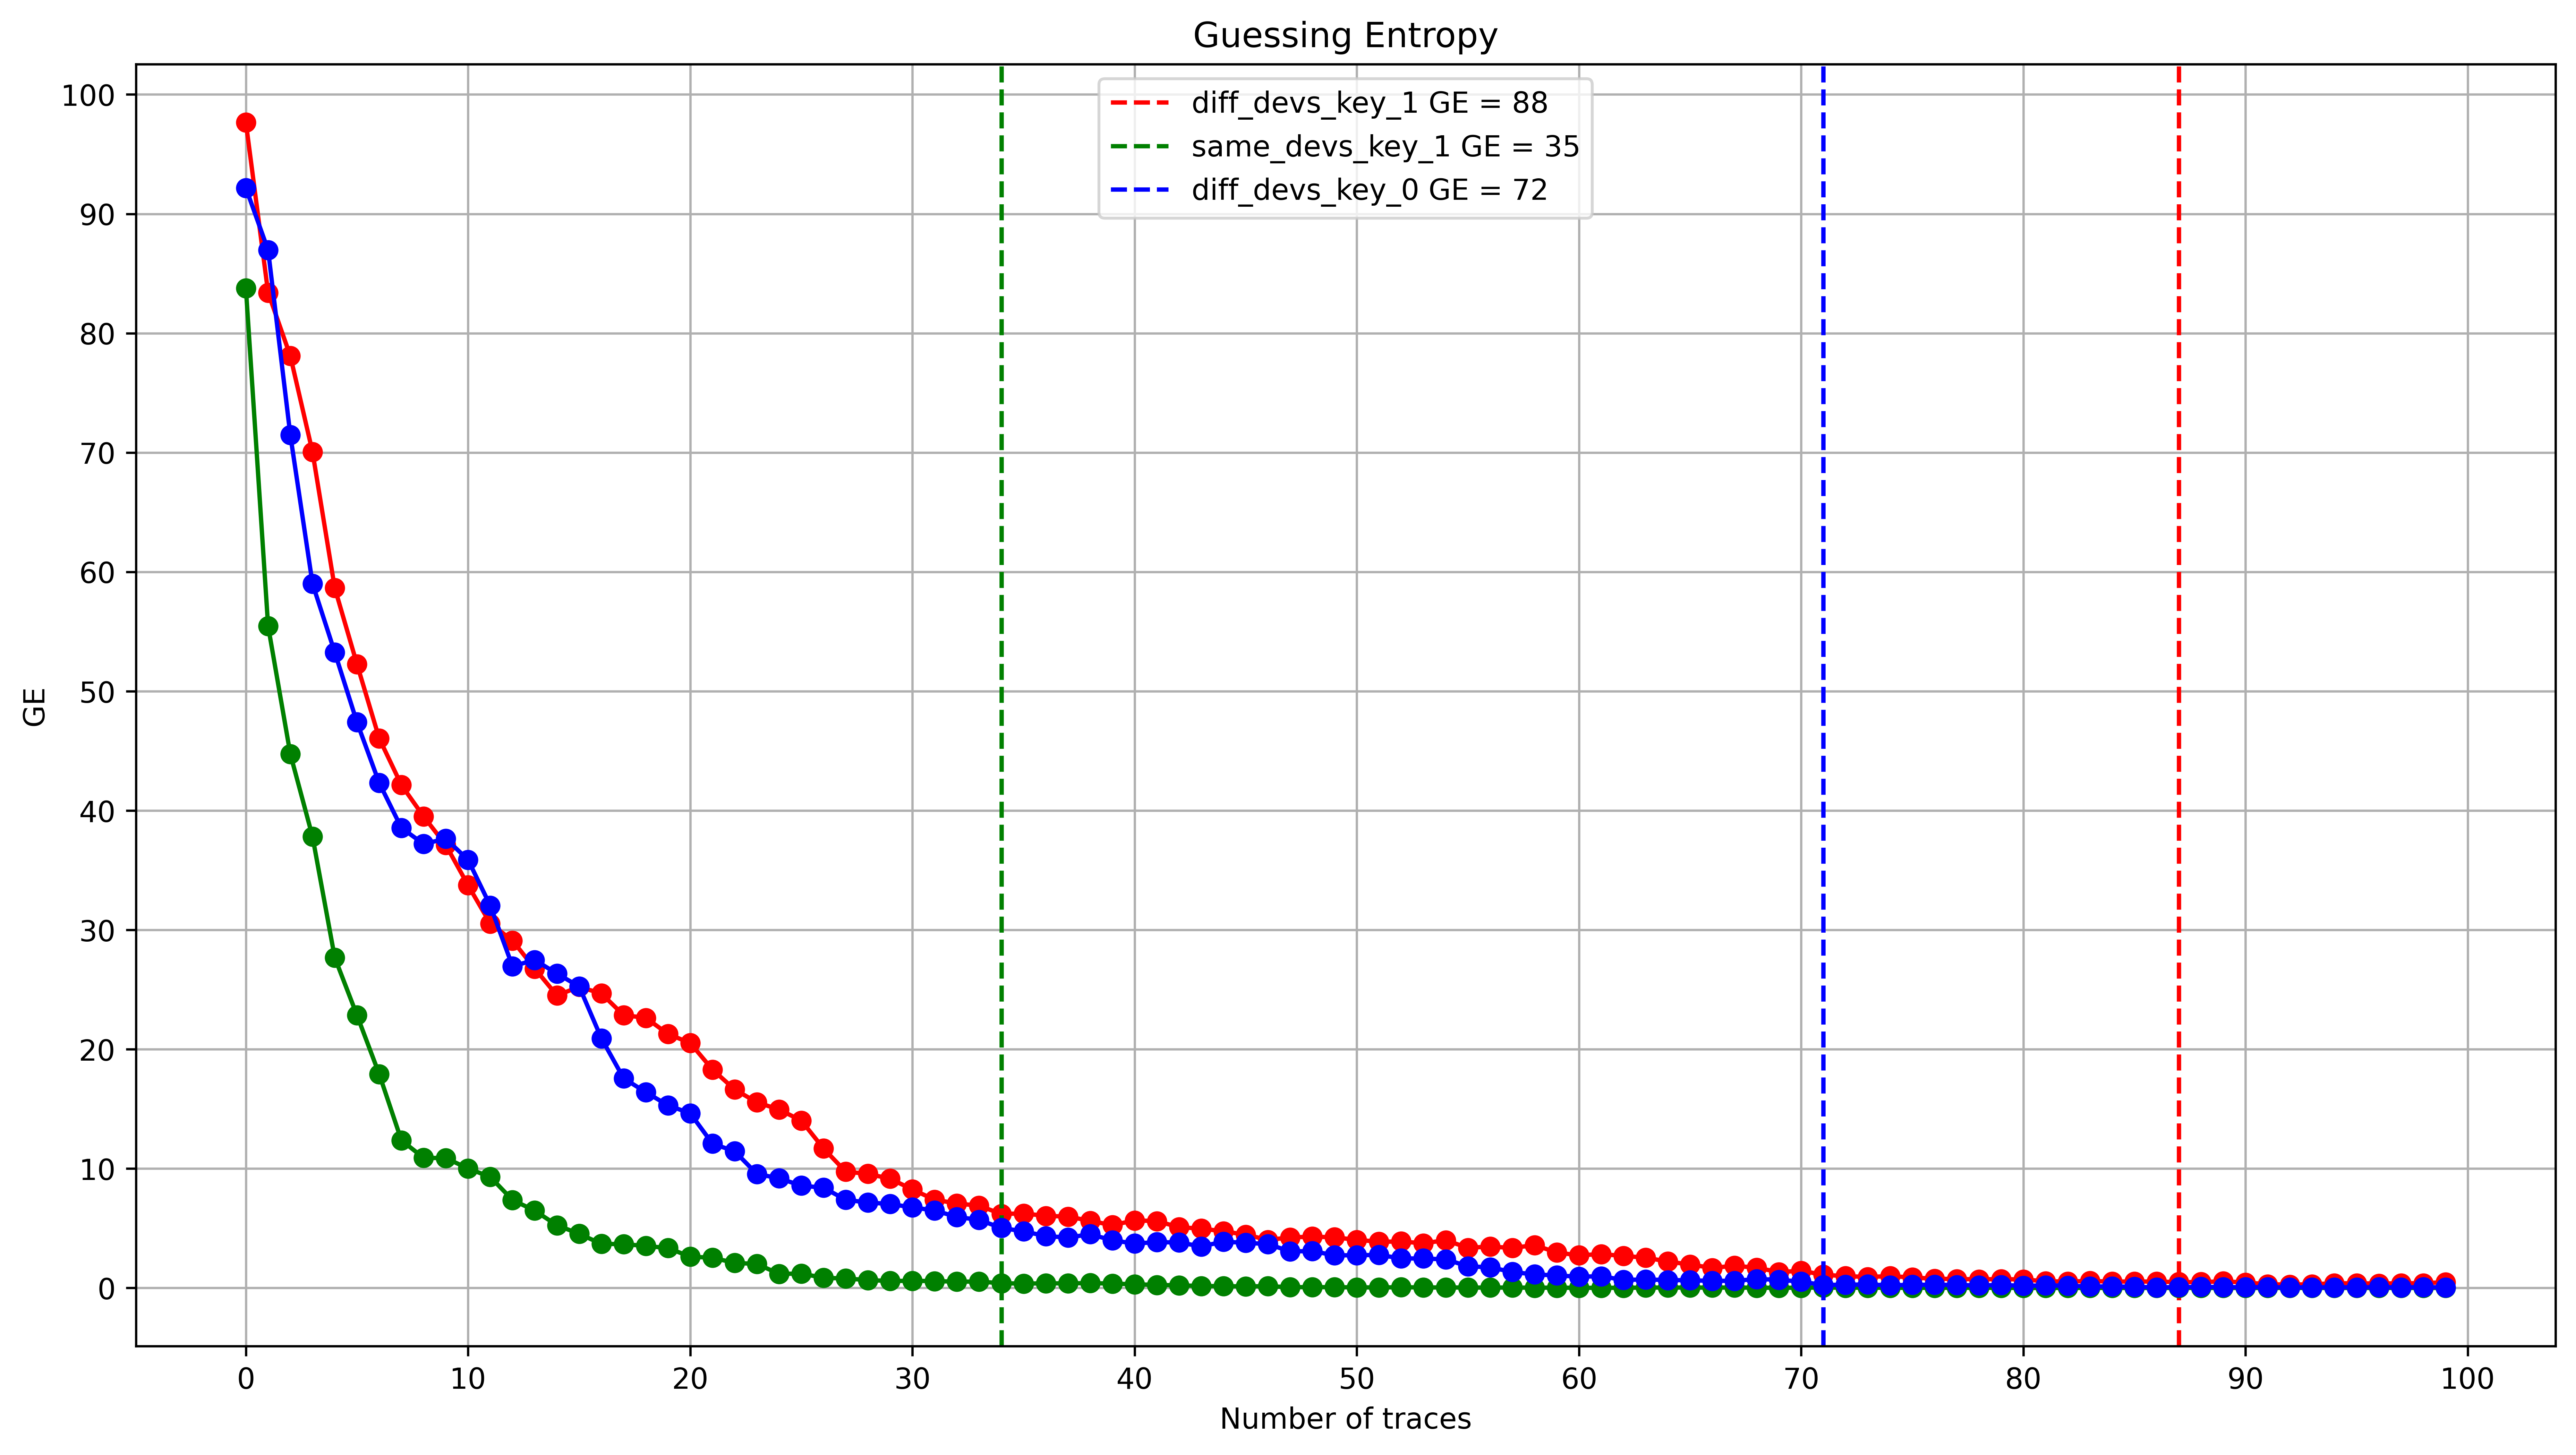 Guessing Entropy
diff_devs_key_1 GE = 88
same_devs_key_1 GE = 35
diff_devs_key_0 GE = 72
GE
100
90
80
70
60
50
40
30
20
10
0
0 10 20 30 40 50 60 70 80 90 100
Number of traces